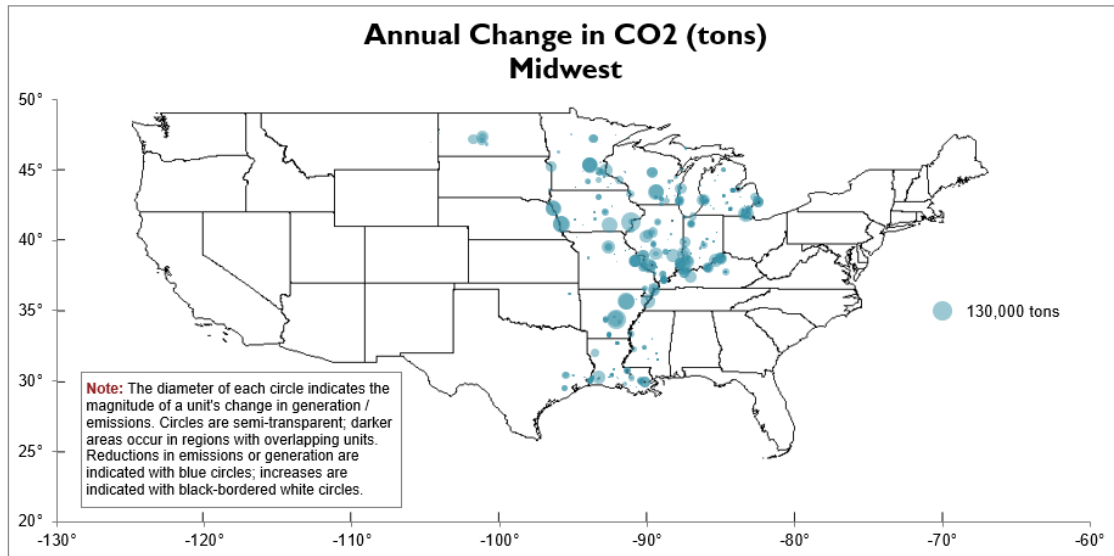 Annual Change in CO2 (tons)
Midwest
50°
45°
40°
35°
30°
25°
20°
130,000 tons
Note: The diameter of each circle indicates the
magnitude of a unit's change in generation /
emissions. Circles are semi-transparent; darker
areas occur in regions with overlapping units.
Reductions in emissions or generation are
indicated with blue circles; increases are
indicated with black-bordered white circles.
-130° -120° -110° -100° -90° -80° -70° -60°